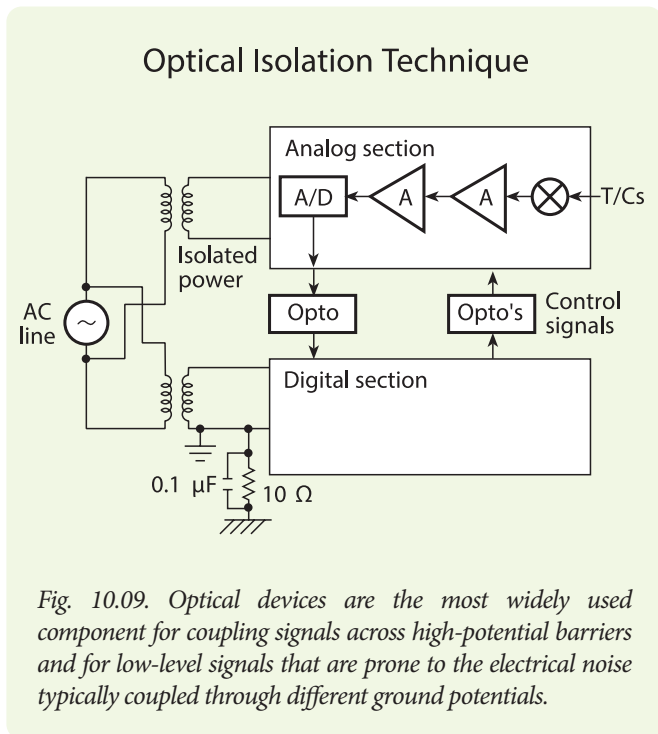 Optical Isolation Technique
Analog section
A/D
A
A
T/Cs
Isolated
power
AC
line
Opto
Opto's
Control
signals
Digital section
0.1 μF
10 Ω
Fig. 10.09. Optical devices are the most widely used
component for coupling signals across high-potential barriers
and for low-level signals that are prone to the electrical noise
typically coupled through different ground potentials.